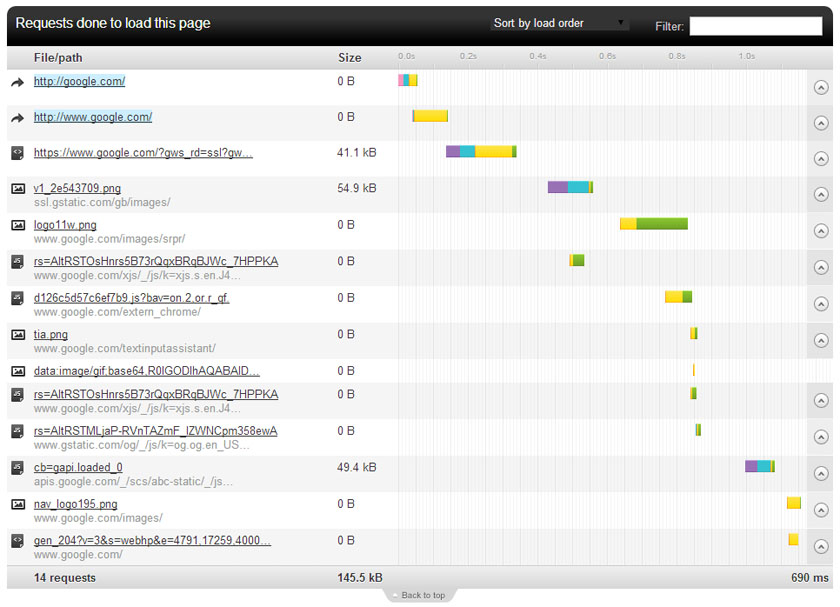 Requests done to load this page
Sort by load order
Filter:
File/path Size 0.0s 0.2s 0.4s 0.6s 0.8s 1.0s
http://google.com/ 0 B
http://www.google.com/ 0 B
https://www.google.com/?gws_rd=ssl?gw... 41.1 kB
v1_2e543709.png 54.9 kB
ssl.gstatic.com/gb/images/
logo11w.png 0 B
www.google.com/images/srpr/
rs=AItRSTOsHnrs5B73rQqxBRqBJWc_7HPPKA 0 B
www.google.com/xjs/_/js/k=xjs.s.en.J4...
d126c5d57c6ef7b9.js?bav=on.2,or.r_qf. 0 B
www.google.com/extern_chrome/
tia.png 0 B
www.google.com/textinputassistant/
data:image/gif;base64,R0lGODlhAQABAID... 0 B
rs=AItRSTOsHnrs5B73rQqxBRqBJWc_7HPPKA 0 B
www.google.com/xjs/_/js/k=xjs.s.en.J4...
rs=AItRSTMLjaP-RVnTAZmF_IZWNCpm358ewA 0 B
www.gstatic.com/og/_/js/k=og.og.en_US...
cb=gapi.loaded_0 49.4 kB
apis.google.com/_/scs/abc-static/_/js...
nav_logo195.png 0 B
www.google.com/images/
gen_204?v=3&s=webhp&e=4791,17259,4000... 0 B
www.google.com/
14 requests 145.5 kB 690 ms
Back to top